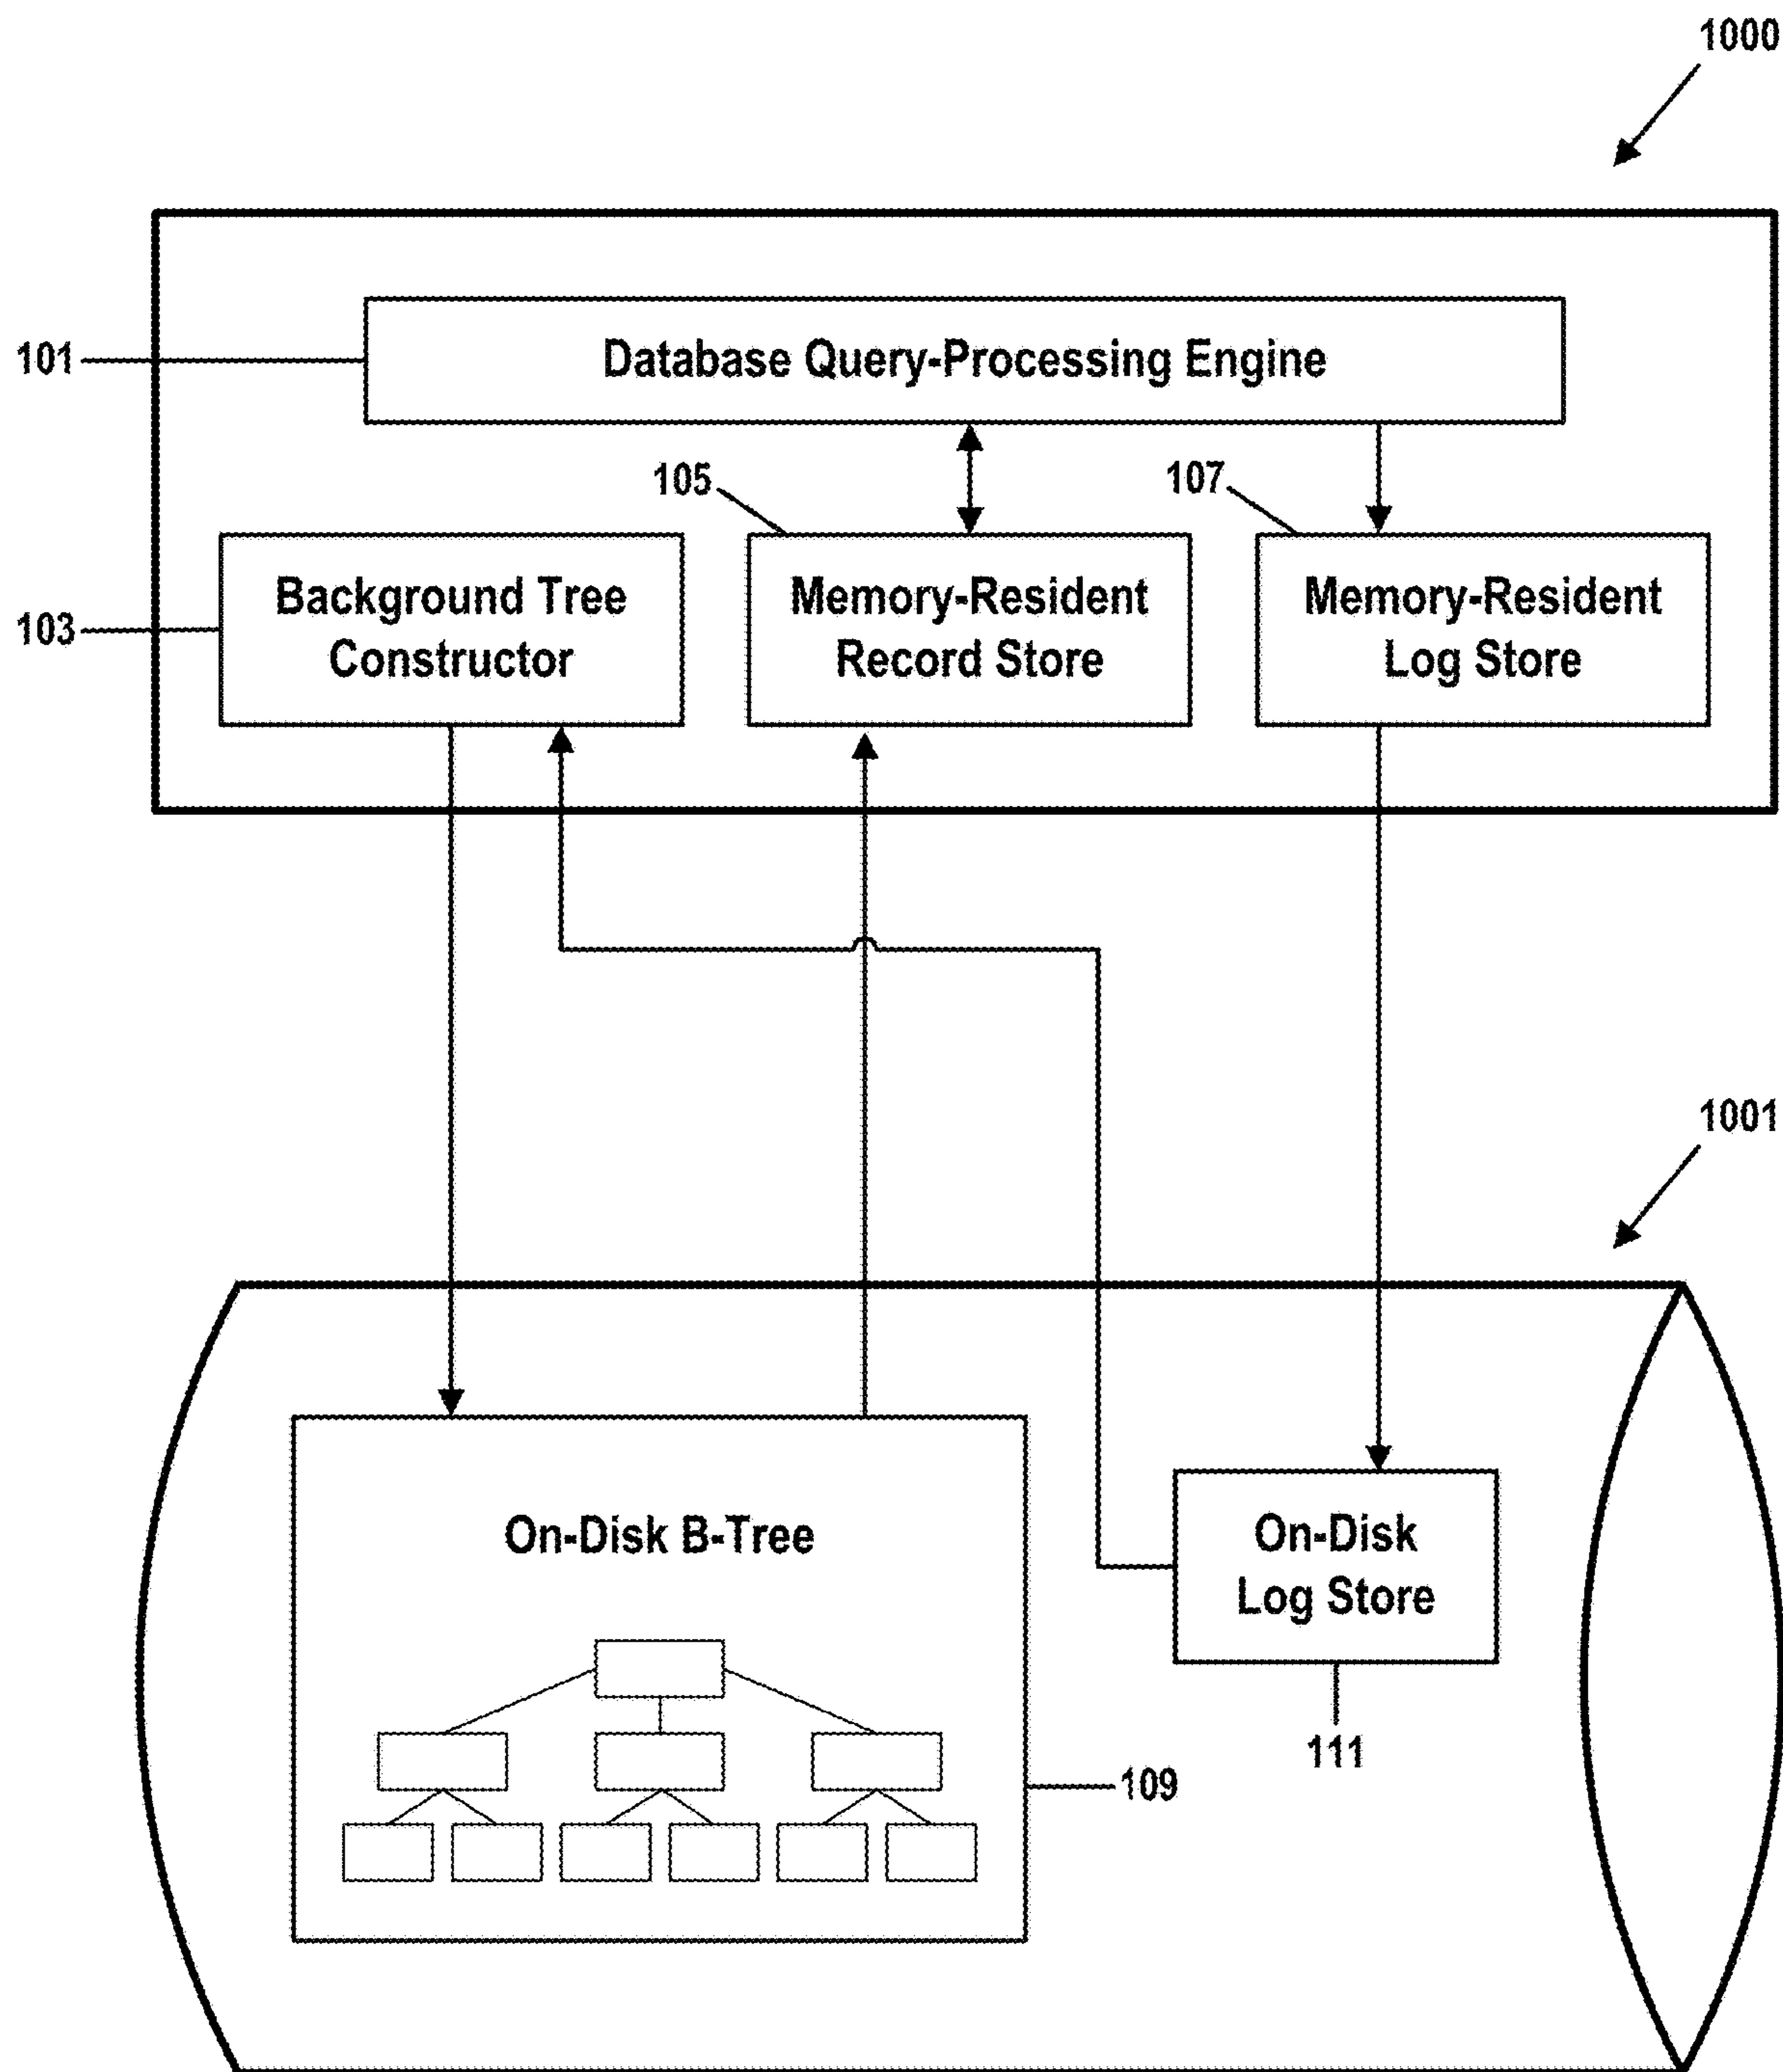 1000
101
Database Query-Processing Engine
105
107
103
Background Tree
Constructor
Memory-Resident
Record Store
Memory-Resident
Log Store
1001
On-Disk B-Tree
On-Disk
Log Store
111
109